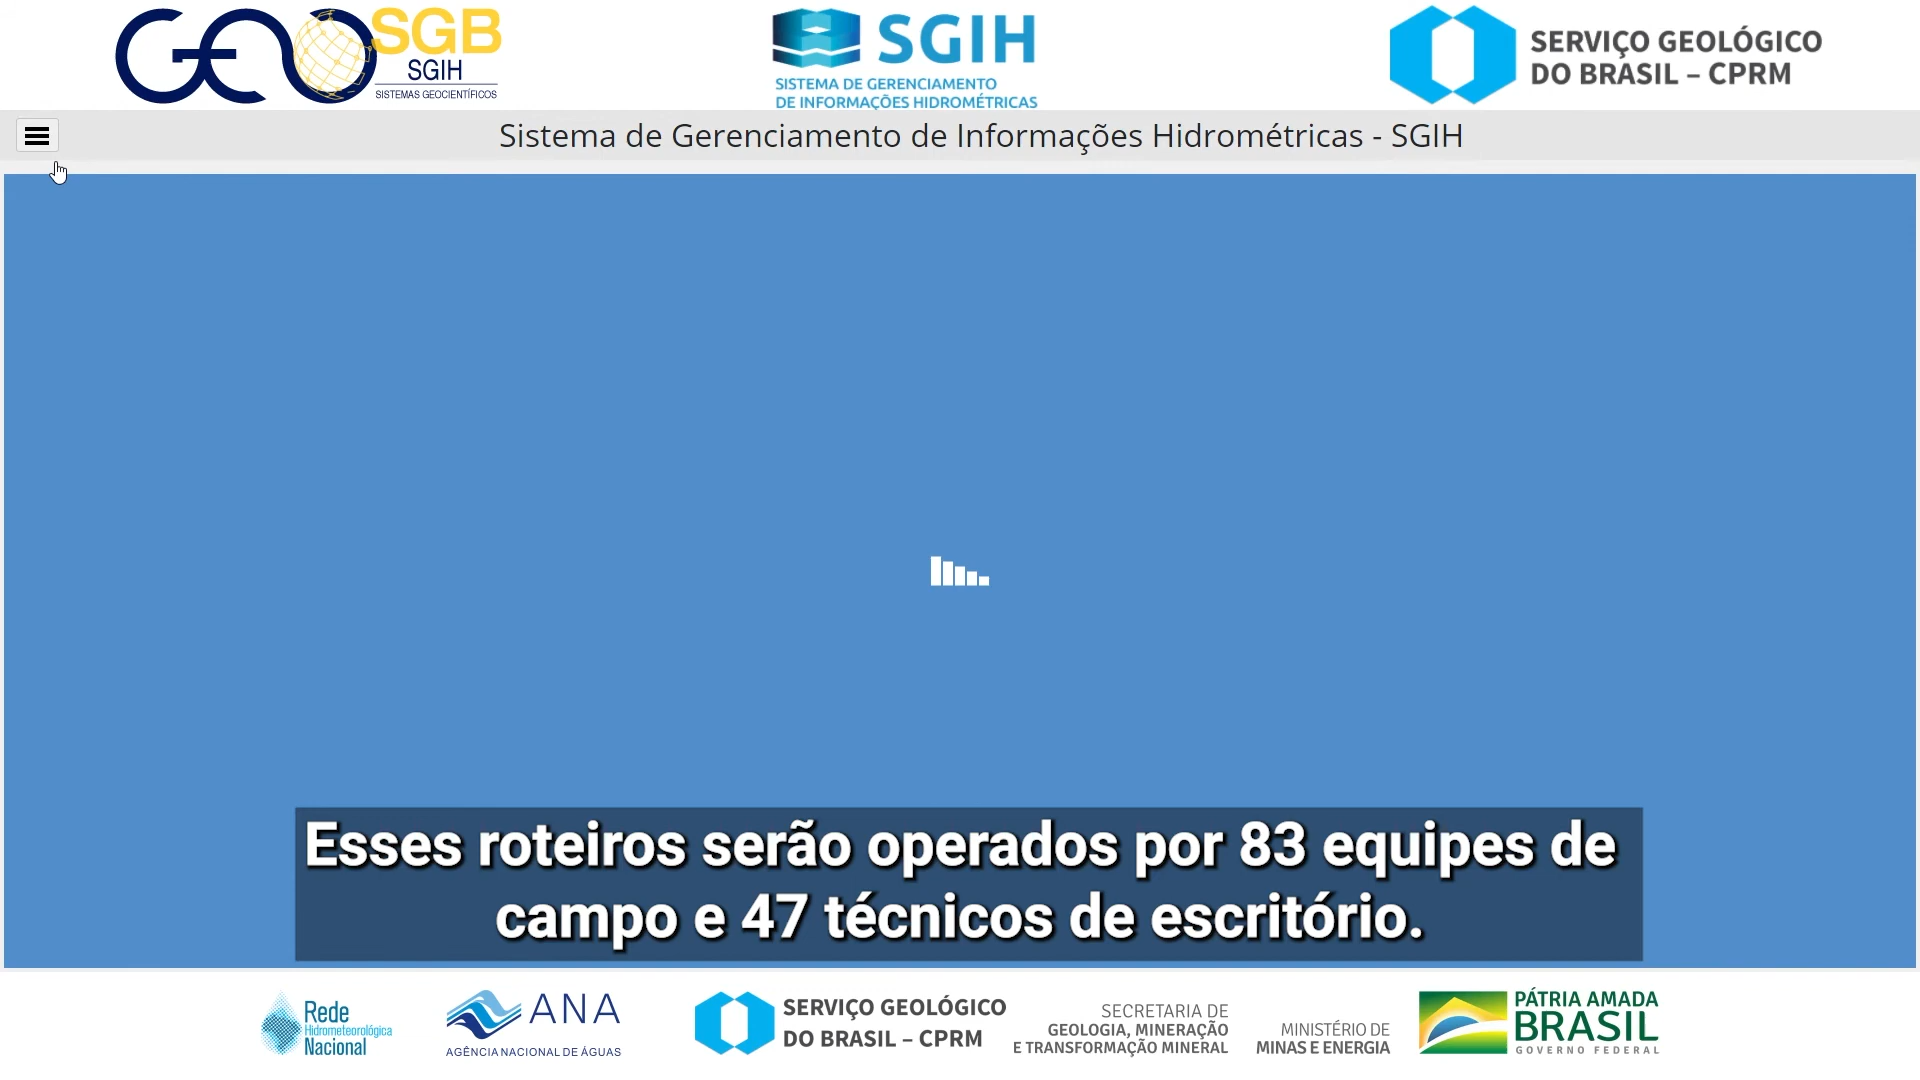 GEO SGB
SGIH
SISTEMAS GEOCIENTÍFICOS
SGIH
SISTEMA DE GERENCIAMENTO
DE INFORMAÇÕES HIDROMÉTRICAS
SERVIÇO GEOLÓGICO
DO BRASIL – CPRM
Sistema de Gerenciamento de Informações Hidrométricas - SGIH
Esses roteiros serão operados por 83 equipes de
campo e 47 técnicos de escritório.
Rede
Hidrometeorológica
Nacional
ANA
AGÊNCIA NACIONAL DE ÁGUAS
SERVIÇO GEOLÓGICO
DO BRASIL – CPRM
SECRETARIA DE
GEOLOGIA, MINERAÇÃO
E TRANSFORMAÇÃO MINERAL
MINISTÉRIO DE
MINAS E ENERGIA
PÁTRIA AMADA
BRASIL
GOVERNO FEDERAL